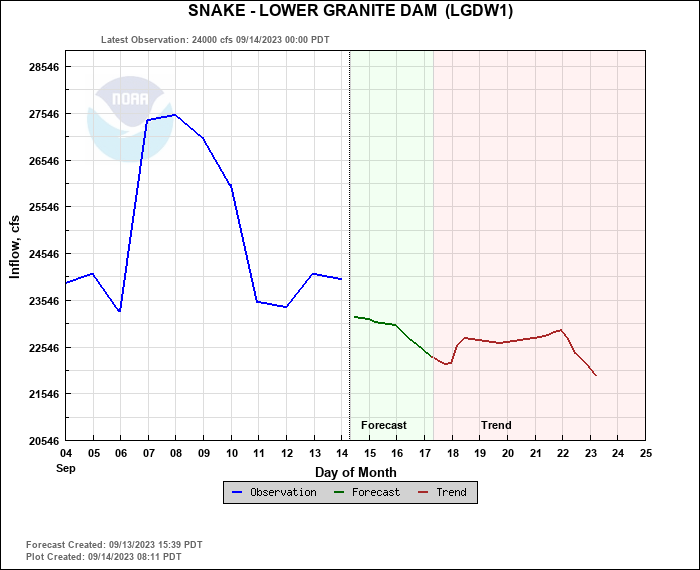 SNAKE - LOWER GRANITE DAM (LGDW1)
Latest Observation: 24000 cfs 09/14/2023 00:00 PDT
NOAA
28546
27546
26546
25546
24546
23546
22546
21546
20546
Inflow, cfs
Forecast Trend
04 05 06 07 08 09 10 11 12 13 14 15 16 17 18 19 20 21 22 23 24 25
Sep
Day of Month
Observation Forecast Trend
Forecast Created: 09/13/2023 15:39 PDT
Plot Created: 09/14/2023 08:11 PDT